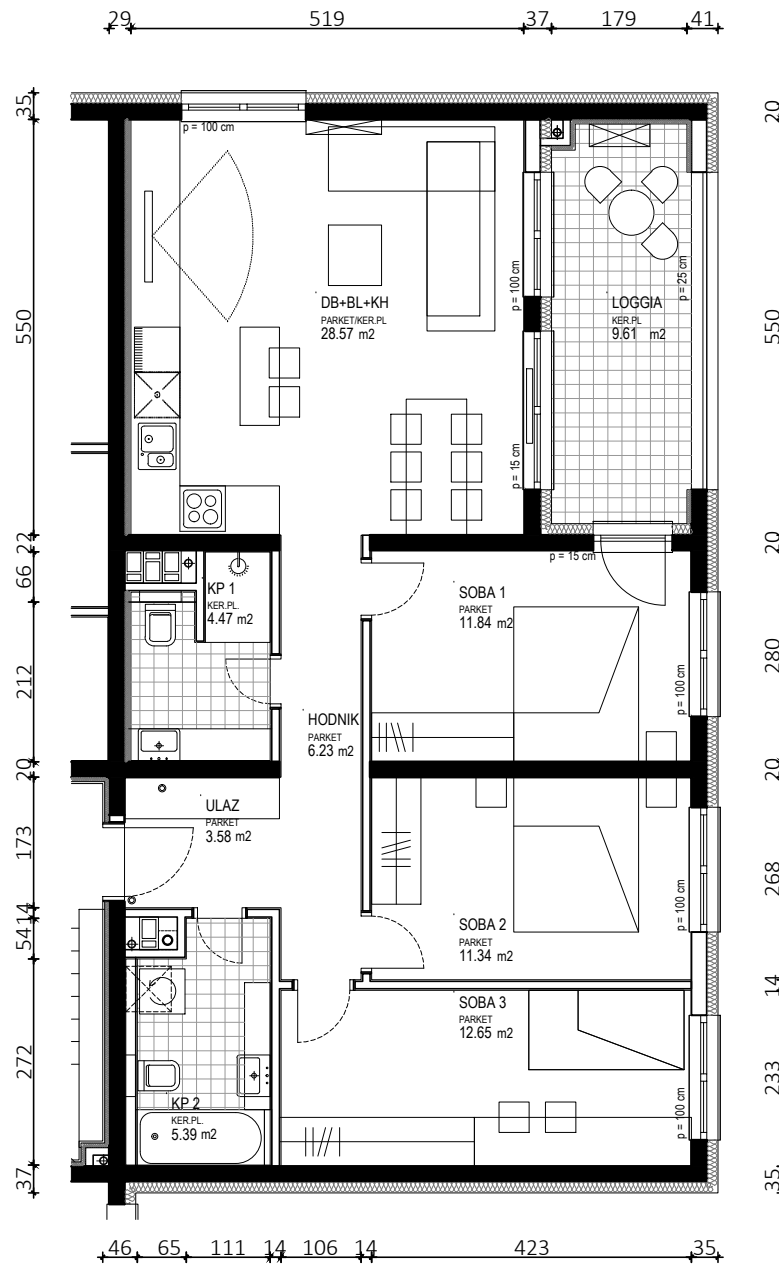 29 519 37 179 41
35
20
p = 100 cm
DB+BL+KH
PARKET/KER.PL
28.57 m2
p = 100 cm
LOGGIA
KER.PL
9.61 m2
p = 25 cm
550
550
p = 15 cm
22
20
p = 15 cm
66
KP 1
KER.PL.
4.47 m2
SOBA 1
PARKET
11.84 m2
280
212
p = 100 cm
HODNIK
PARKET
6.23 m2
20
20
ULAZ
PARKET
3.58 m2
173
268
p = 100 cm
14
54
SOBA 2
PARKET
11.34 m2
14
SOBA 3
PARKET
12.65 m2
272
233
p = 100 cm
KP 2
KER.PL.
5.39 m2
37
35
46 65 111 14 106 14 423 35